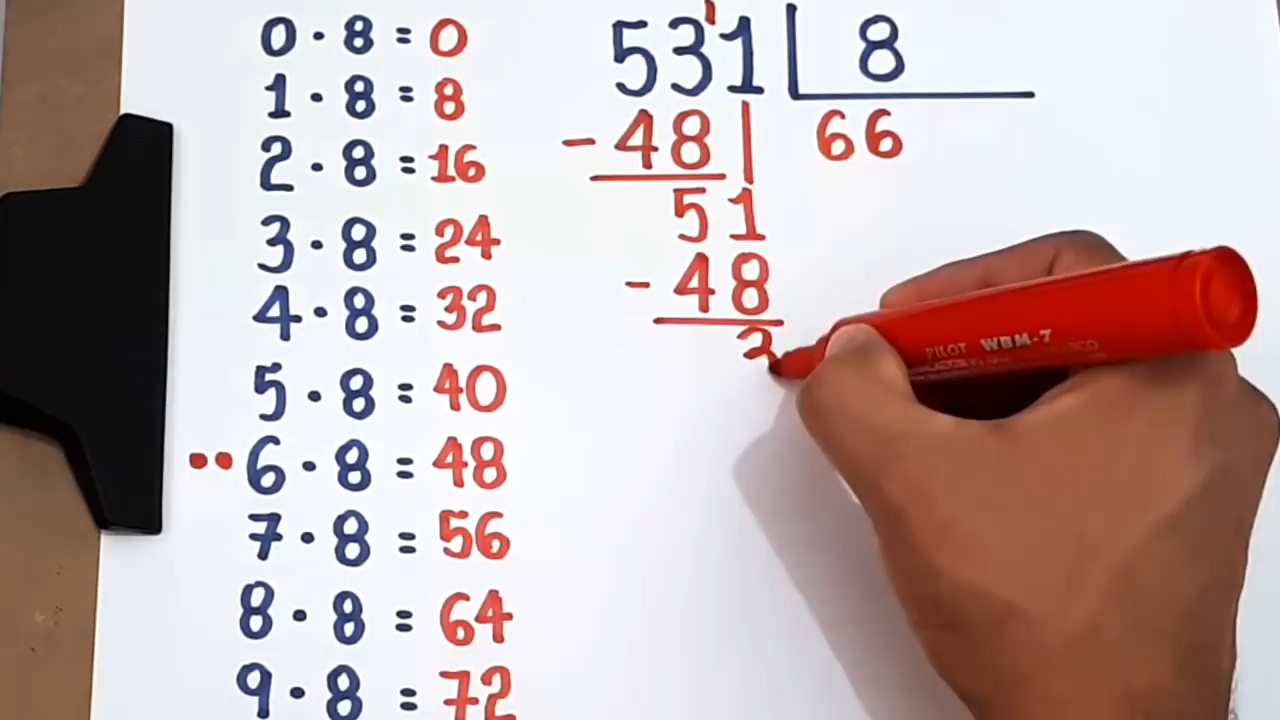 0 · 8 = 0
1 · 8 = 8
2 · 8 = 16
3 · 8 = 24
4 · 8 = 32
5 · 8 = 40
•• 6 · 8 = 48
7 · 8 = 56
8 · 8 = 64
9 · 8 = 72
531 8
- 48 66
51
- 48
3
PILOT WBM-7